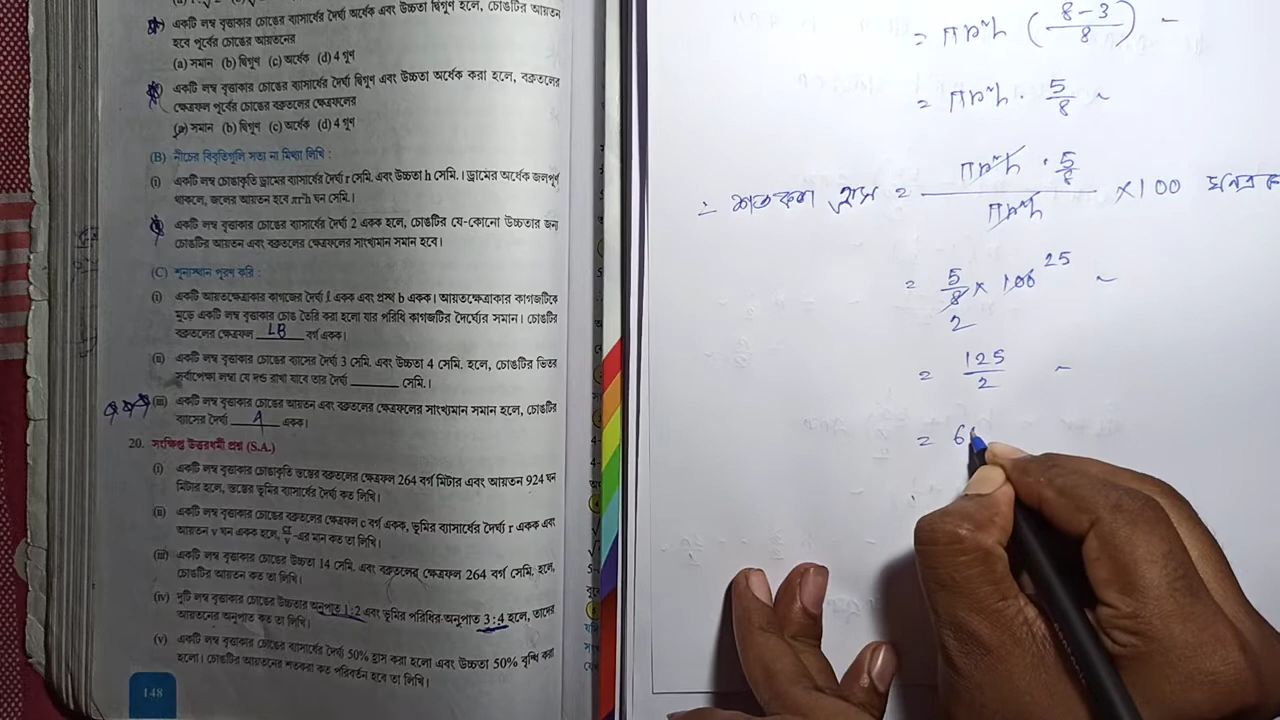 একটি লম্ব বৃত্তাকার চোঙের ব্যাসার্ধের দৈর্ঘ্য অর্ধেক এবং উচ্চতা দ্বিগুণ হলে, চোঙটির আয়তন
হবে পূর্বের চোঙের আয়তনের
(a) সমান (b) দ্বিগুণ (c) অর্ধেক (d) 4 গুণ
একটি লম্ব বৃত্তাকার চোঙের ব্যাসার্ধের দৈর্ঘ্য দ্বিগুণ এবং উচ্চতা অর্ধেক করা হলে, বক্রতলের
ক্ষেত্রফল পূর্বের চোঙের বক্রতলের ক্ষেত্রফলের
(a) সমান (b) দ্বিগুণ (c) অর্ধেক (d) 4 গুণ
(B) নীচের বিবৃতিগুলি সত্য না মিথ্যা লিখি :
(i) একটি লম্ব চোঙাকৃতি ড্রামের ব্যাসার্ধের দৈর্ঘ্য r সেমি. এবং উচ্চতা h সেমি.। ড্রামের অর্ধেক জলপূর্ণ
থাকলে, জলের আয়তন হবে πr²h ঘন সেমি.।
একটি লম্ব বৃত্তাকার চোঙের ব্যাসার্ধের দৈর্ঘ্য 2 একক হলে, চোঙটির যে-কোনো উচ্চতার জন্য
চোঙটির আয়তন এবং বক্রতলের ক্ষেত্রফলের সাংখ্যমান সমান হবে।
(C) শূন্যস্থান পূরণ করি :
(i) একটি আয়তক্ষেত্রাকার কাগজের দৈর্ঘ্য l একক এবং প্রস্থ b একক। আয়তক্ষেত্রাকার কাগজটিকে
মুড়ে একটি লম্ব বৃত্তাকার চোঙ তৈরি করা হলো যার পরিধি কাগজটির দৈর্ঘ্যের সমান। চোঙটির
বক্রতলের ক্ষেত্রফল LB বর্গ একক।
(ii) একটি লম্ব বৃত্তাকার চোঙের ব্যাসের দৈর্ঘ্য 3 সেমি. এবং উচ্চতা 4 সেমি. হলে, চোঙটির ভিতর
সর্বাপেক্ষা লম্বা যে দণ্ড রাখা যাবে তার দৈর্ঘ্য ______ সেমি.।
(iii) একটি লম্ব বৃত্তাকার চোঙের আয়তন এবং বক্রতলের ক্ষেত্রফলের সাংখ্যমান সমান হলে, চোঙটির
ব্যাসের দৈর্ঘ্য 4 একক।
20. সংক্ষিপ্ত উত্তরধর্মী প্রশ্ন (S.A.)
(i) একটি লম্ব বৃত্তাকার চোঙাকৃতি স্তম্ভের বক্রতলের ক্ষেত্রফল 264 বর্গ মিটার এবং আয়তন 924 ঘন
মিটার হলে, স্তম্ভের ভূমির ব্যাসার্ধের দৈর্ঘ্য কত লিখি।
(ii) একটি লম্ব বৃত্তাকার চোঙের বক্রতলের ক্ষেত্রফল c বর্গ একক, ভূমির ব্যাসার্ধের দৈর্ঘ্য r একক এবং
আয়তন v ঘন একক হলে, cr/v -এর মান কত তা লিখি।
(iii) একটি লম্ব বৃত্তাকার চোঙের উচ্চতা 14 সেমি. এবং বক্রতলের ক্ষেত্রফল 264 বর্গ সেমি. হলে,
চোঙটির আয়তন কত তা লিখি।
(iv) দুটি লম্ব বৃত্তাকার চোঙের উচ্চতার অনুপাত 1 : 2 এবং ভূমির পরিধির অনুপাত 3 : 4 হলে, তাদের
আয়তনের অনুপাত কত তা লিখি।
(v) একটি লম্ব বৃত্তাকার চোঙের ব্যাসার্ধের দৈর্ঘ্য 50% হ্রাস করা হলো এবং উচ্চতা 50% বৃদ্ধি করা
হলো। চোঙটির আয়তনের শতকরা কত পরিবর্তন হবে তা লিখি।
148
= πr²h (8-3/8) ~
= πr²h · 5/8 ~
∴ শতকরা হ্রাস = πr²h · 5/8 / πr²h × 100
= 5/8 × 100 25 ~
2
= 125/2 ~
= 6